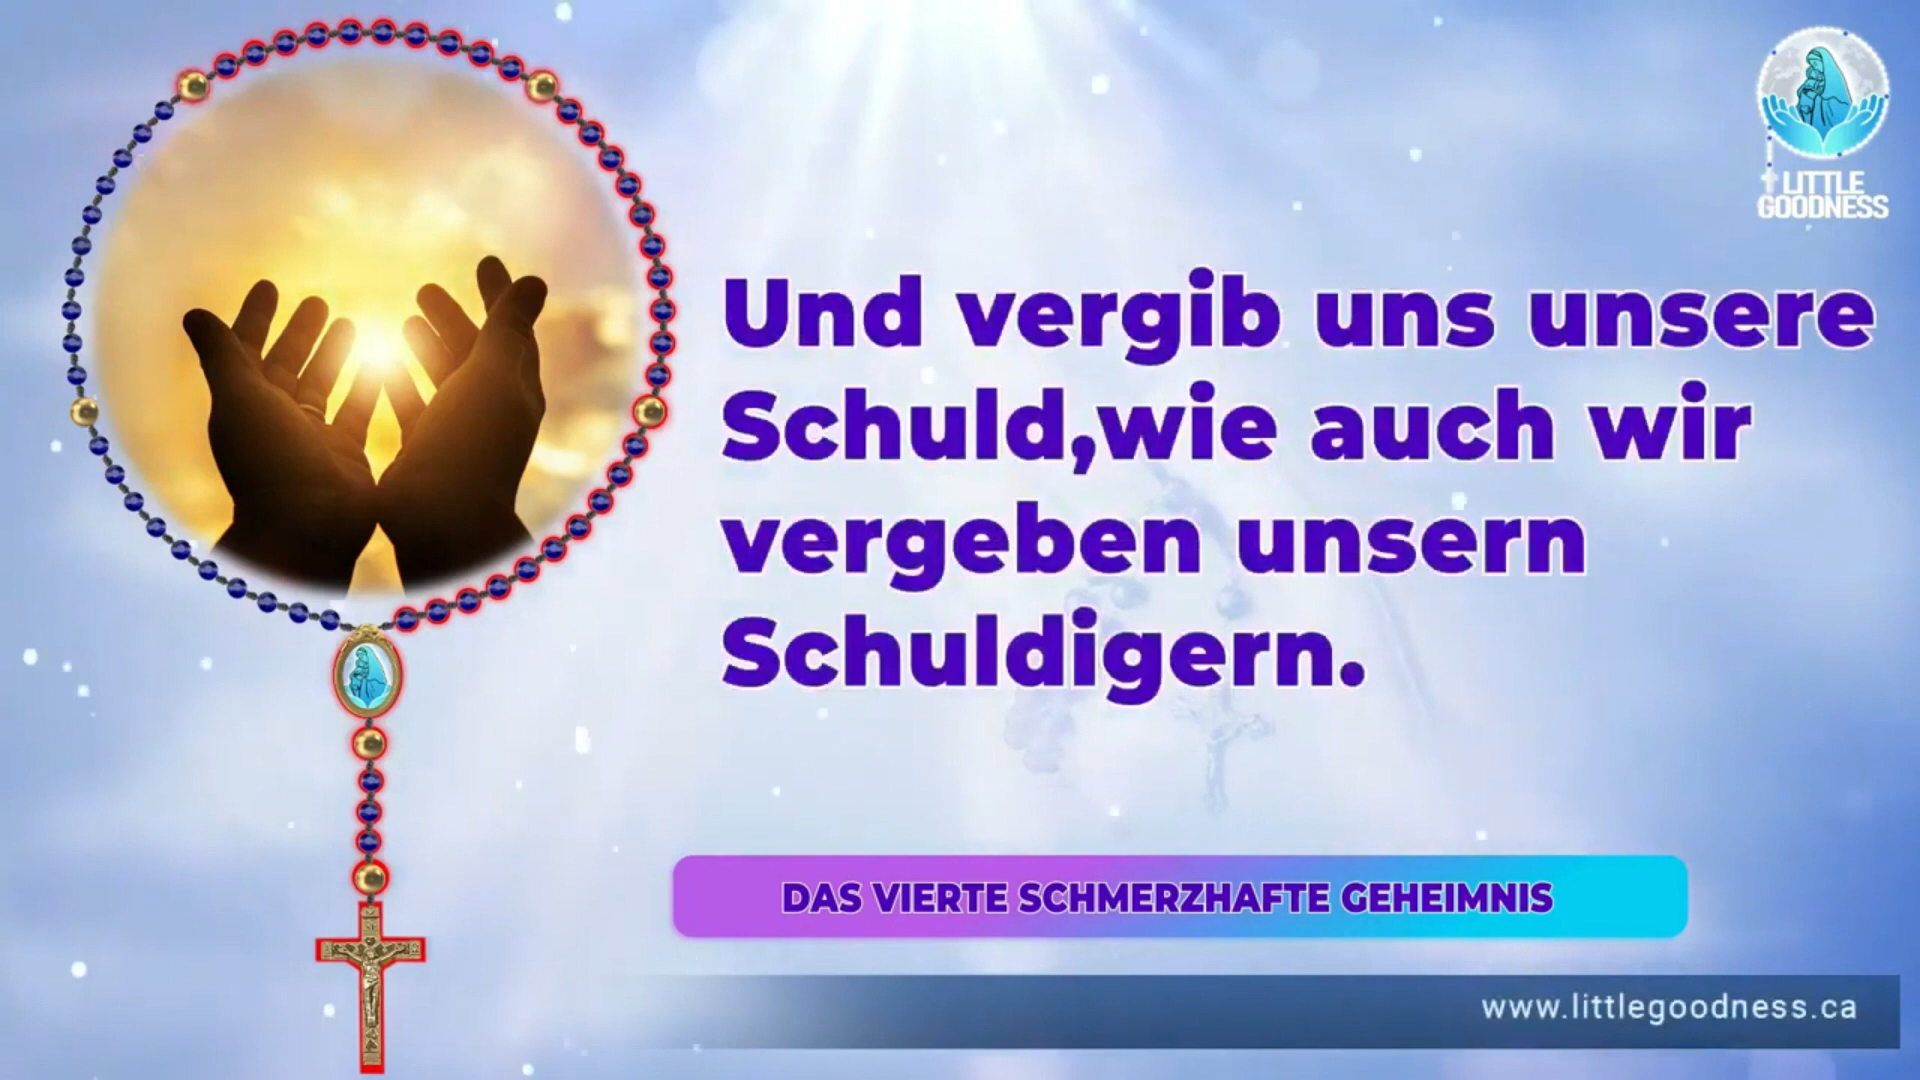 LITTLE
GOODNESS
Und vergib uns unsere
Schuld,wie auch wir
vergeben unsern
Schuldigern.
DAS VIERTE SCHMERZHAFTE GEHEIMNIS
www.littlegoodness.ca